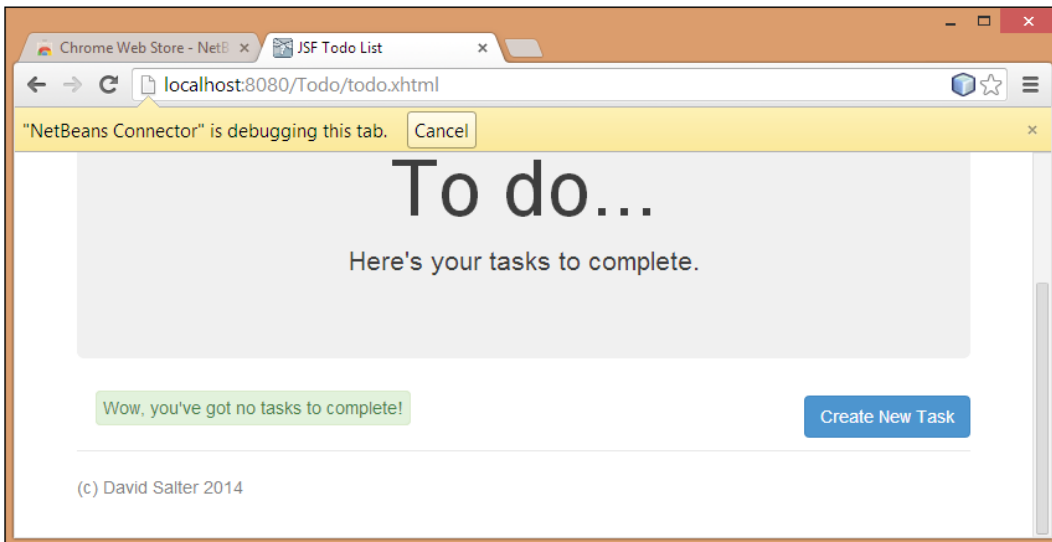 Chrome Web Store - NetB
JSF Todo List
localhost:8080/Todo/todo.xhtml
"NetBeans Connector" is debugging this tab. Cancel
To do...
Here's your tasks to complete.
Wow, you've got no tasks to complete!
Create New Task
(c) David Salter 2014